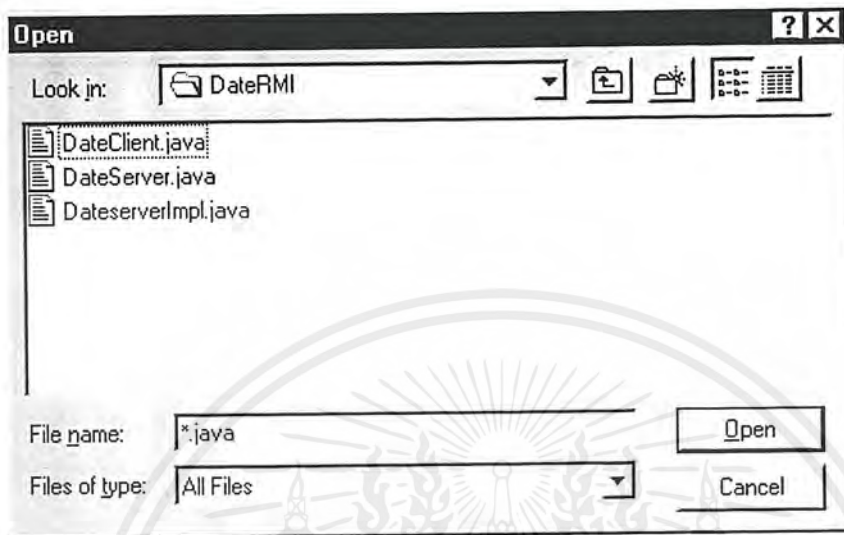 Open
Look in: DateRMI
DateClient.java
DateServer.java
DateserverImpl.java
File name: *.java Open
Files of type: All Files Cancel